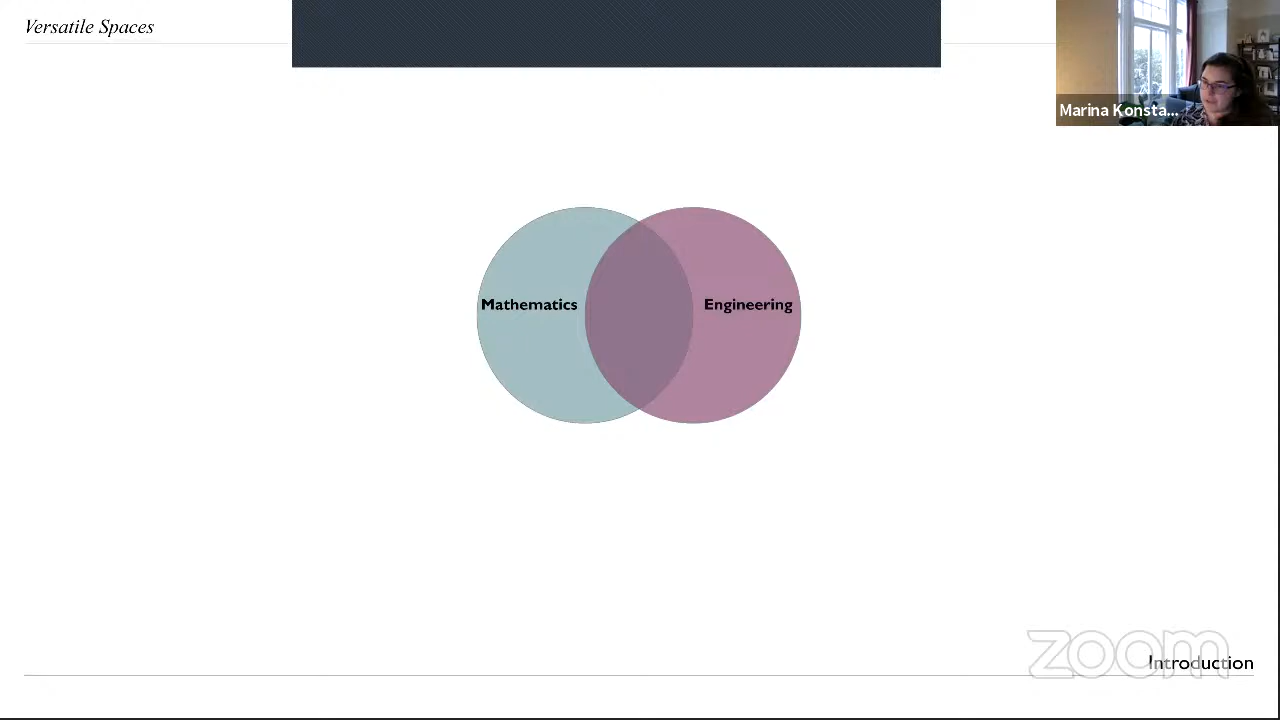 Versatile Spaces
Marina Konsta...
Mathematics
Engineering
zoom
Introduction